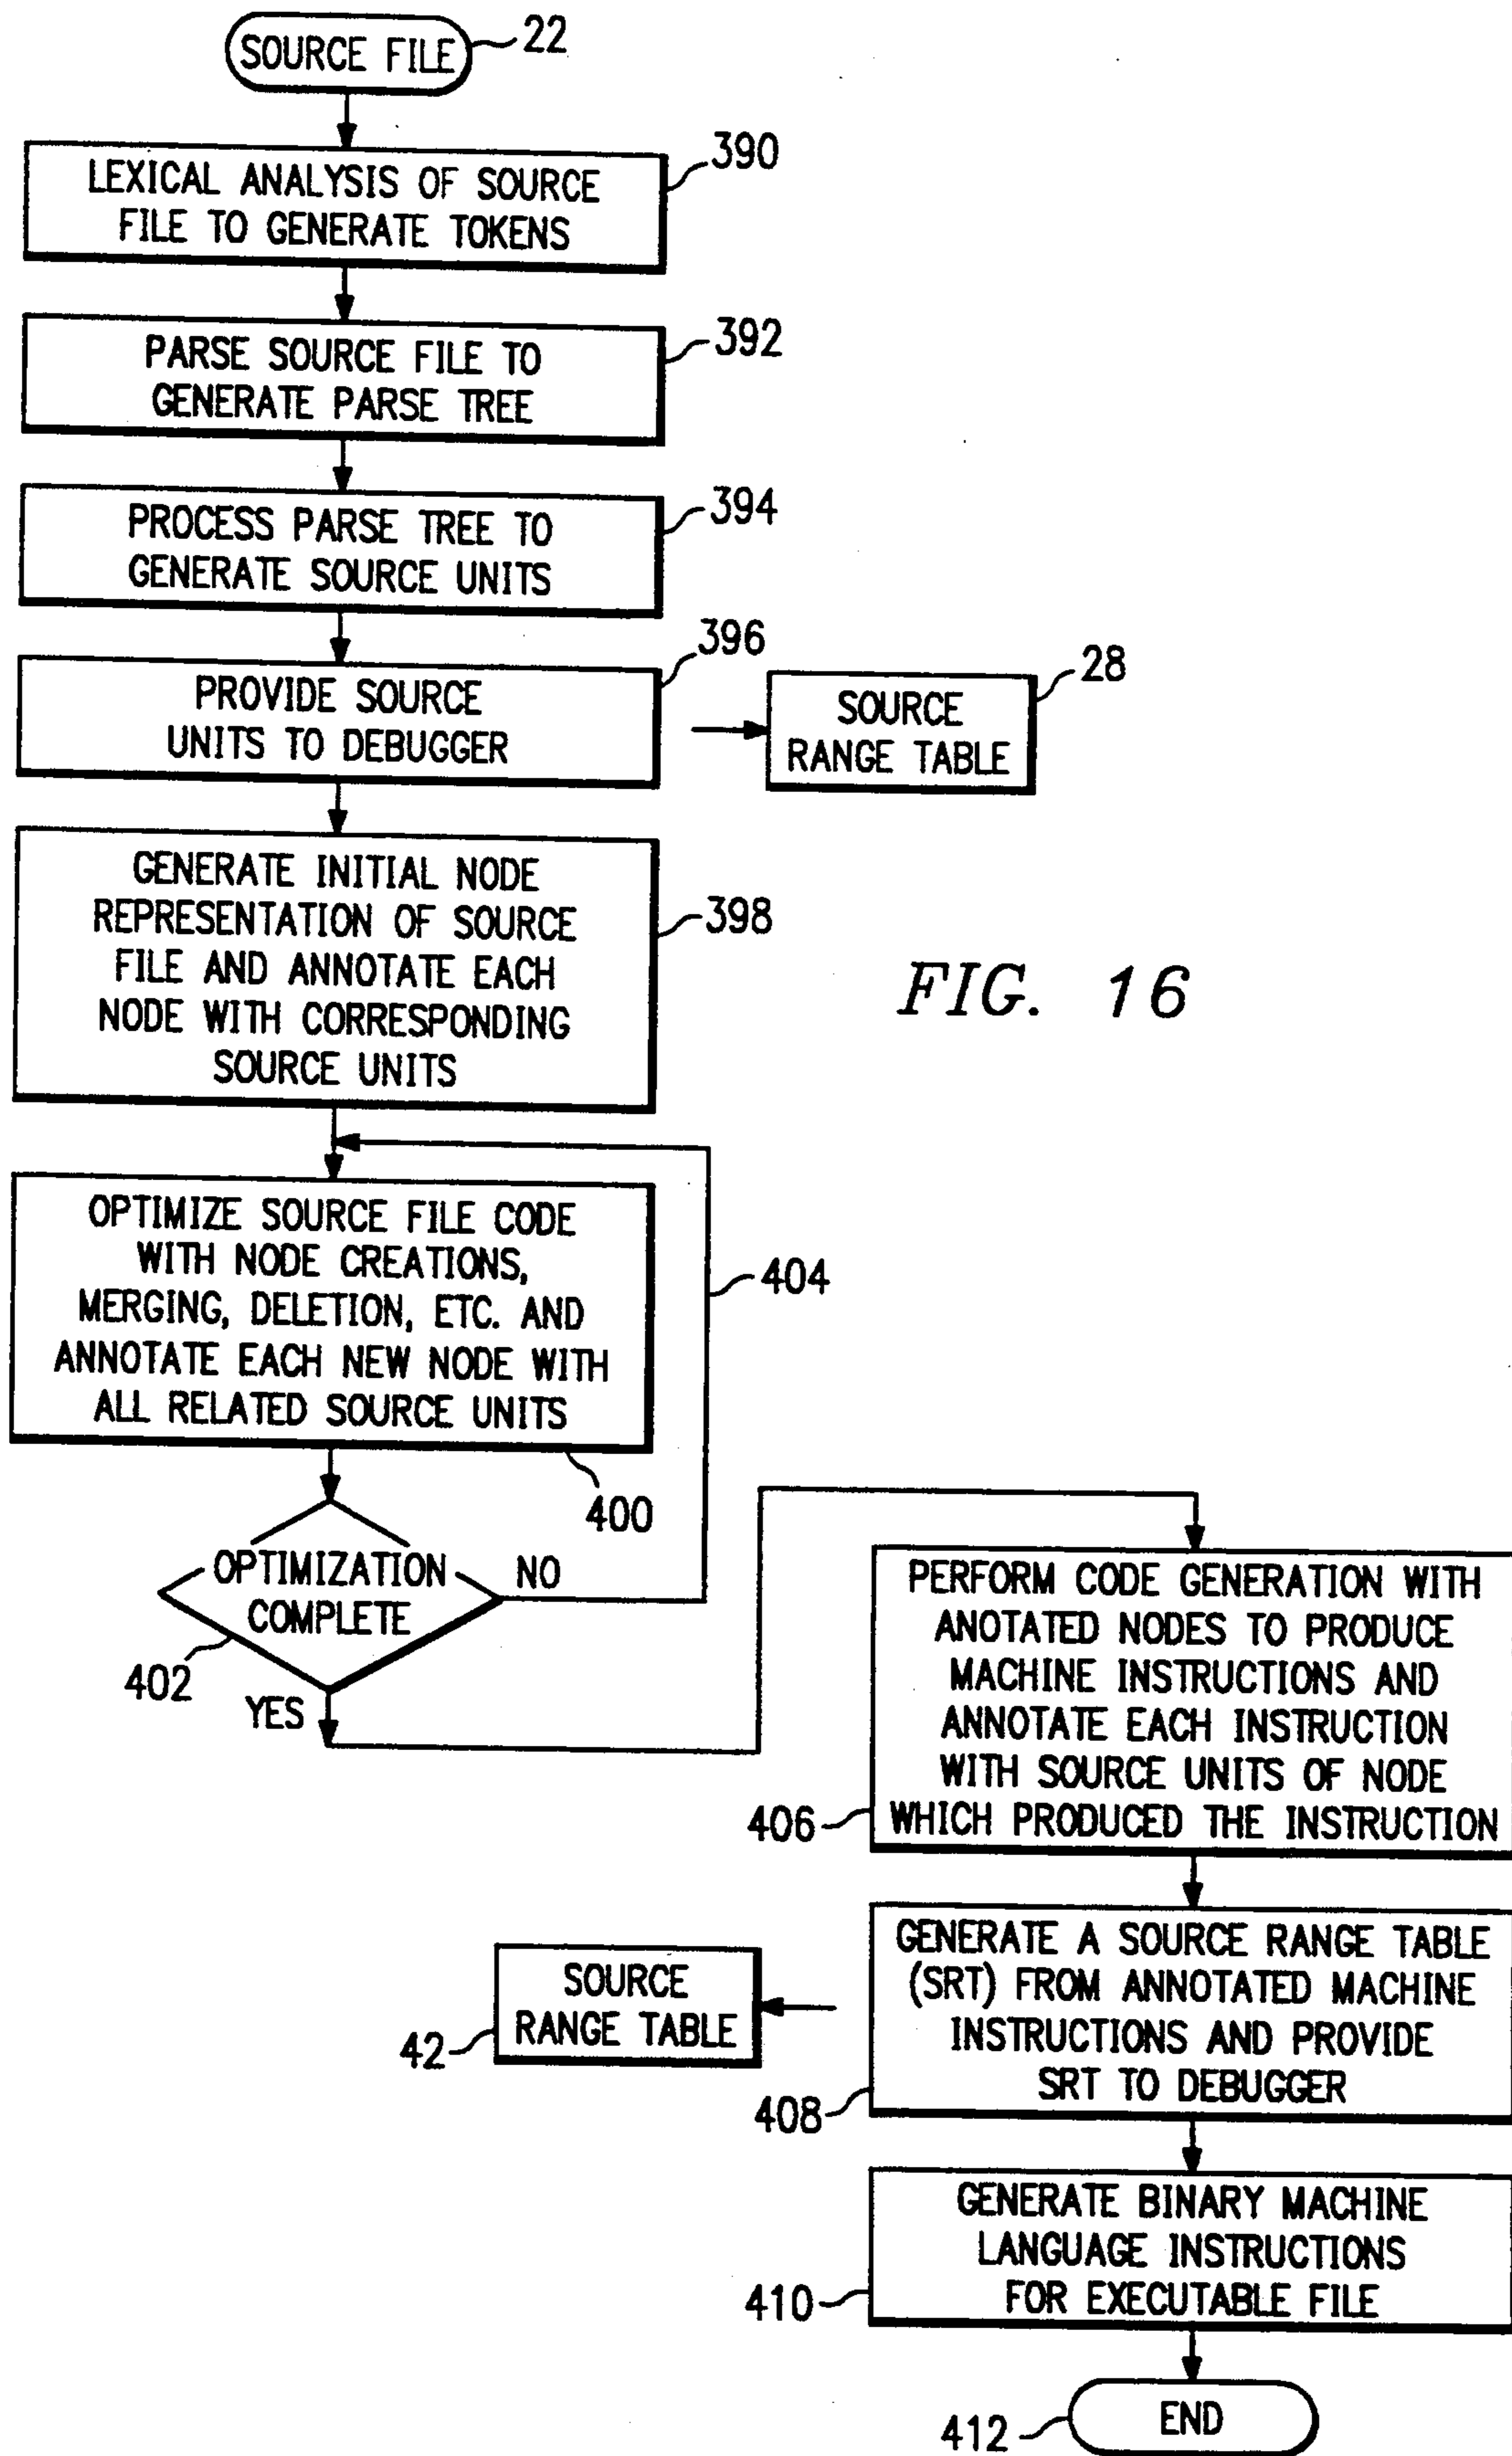 SOURCE FILE
22
LEXICAL ANALYSIS OF SOURCE
FILE TO GENERATE TOKENS
390
PARSE SOURCE FILE TO
GENERATE PARSE TREE
392
PROCESS PARSE TREE TO
GENERATE SOURCE UNITS
394
PROVIDE SOURCE
UNITS TO DEBUGGER
396
SOURCE
RANGE TABLE
28
GENERATE INITIAL NODE
REPRESENTATION OF SOURCE
FILE AND ANNOTATE EACH
NODE WITH CORRESPONDING
SOURCE UNITS
398
FIG. 16
OPTIMIZE SOURCE FILE CODE
WITH NODE CREATIONS,
MERGING, DELETION, ETC. AND
ANNOTATE EACH NEW NODE WITH
ALL RELATED SOURCE UNITS
400
404
OPTIMIZATION
COMPLETE
NO
402
YES
PERFORM CODE GENERATION WITH
ANOTATED NODES TO PRODUCE
MACHINE INSTRUCTIONS AND
ANNOTATE EACH INSTRUCTION
WITH SOURCE UNITS OF NODE
WHICH PRODUCED THE INSTRUCTION
406
GENERATE A SOURCE RANGE TABLE
(SRT) FROM ANNOTATED MACHINE
INSTRUCTIONS AND PROVIDE
SRT TO DEBUGGER
408
SOURCE
RANGE TABLE
42
GENERATE BINARY MACHINE
LANGUAGE INSTRUCTIONS
FOR EXECUTABLE FILE
410
END
412